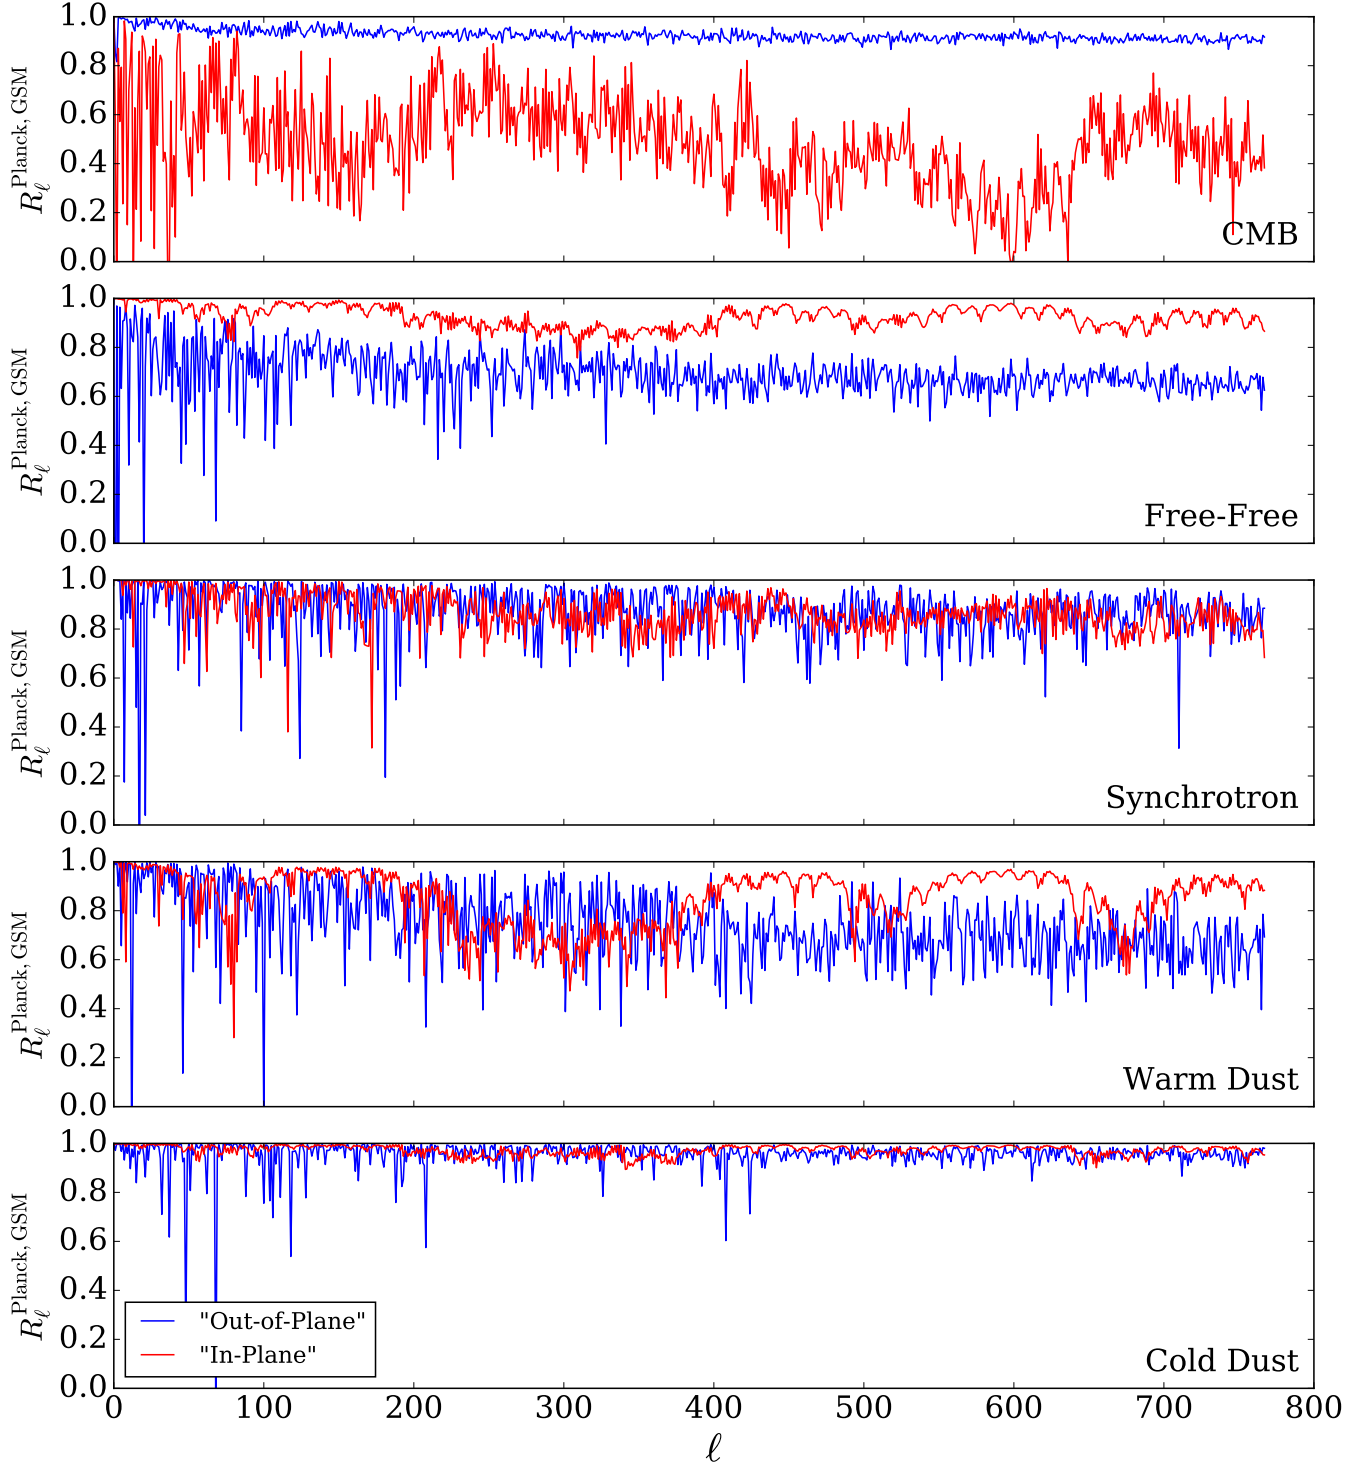 1.0
0.8
0.6
0.4
0.2
0.0
R_ℓ^Planck, GSM
CMB
1.0
0.8
0.6
0.4
0.2
0.0
R_ℓ^Planck, GSM
Free-Free
1.0
0.8
0.6
0.4
0.2
0.0
R_ℓ^Planck, GSM
Synchrotron
1.0
0.8
0.6
0.4
0.2
0.0
R_ℓ^Planck, GSM
Warm Dust
1.0
0.8
0.6
0.4
0.2
0.0
R_ℓ^Planck, GSM
"Out-of-Plane"
"In-Plane"
Cold Dust
0 100 200 300 400 500 600 700 800
ℓ